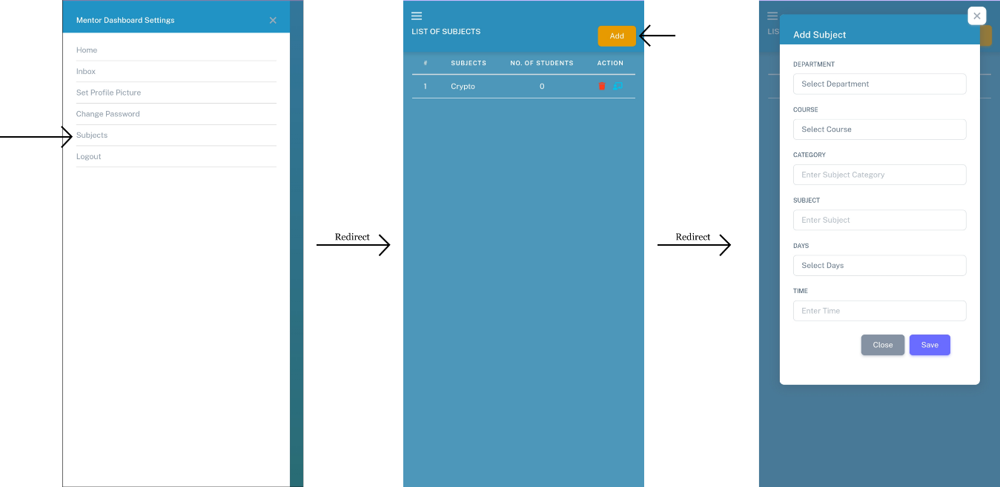 Mentor Dashboard Settings
Home
Inbox
Set Profile Picture
Change Password
Subjects
Logout
Redirect
LIST OF SUBJECTS
Add
# SUBJECTS NO. OF STUDENTS ACTION
1 Crypto 0
Redirect
LIS
Add Subject
DEPARTMENT
Select Department
COURSE
Select Course
CATEGORY
Enter Subject Category
SUBJECT
Enter Subject
DAYS
Select Days
TIME
Enter Time
Close Save